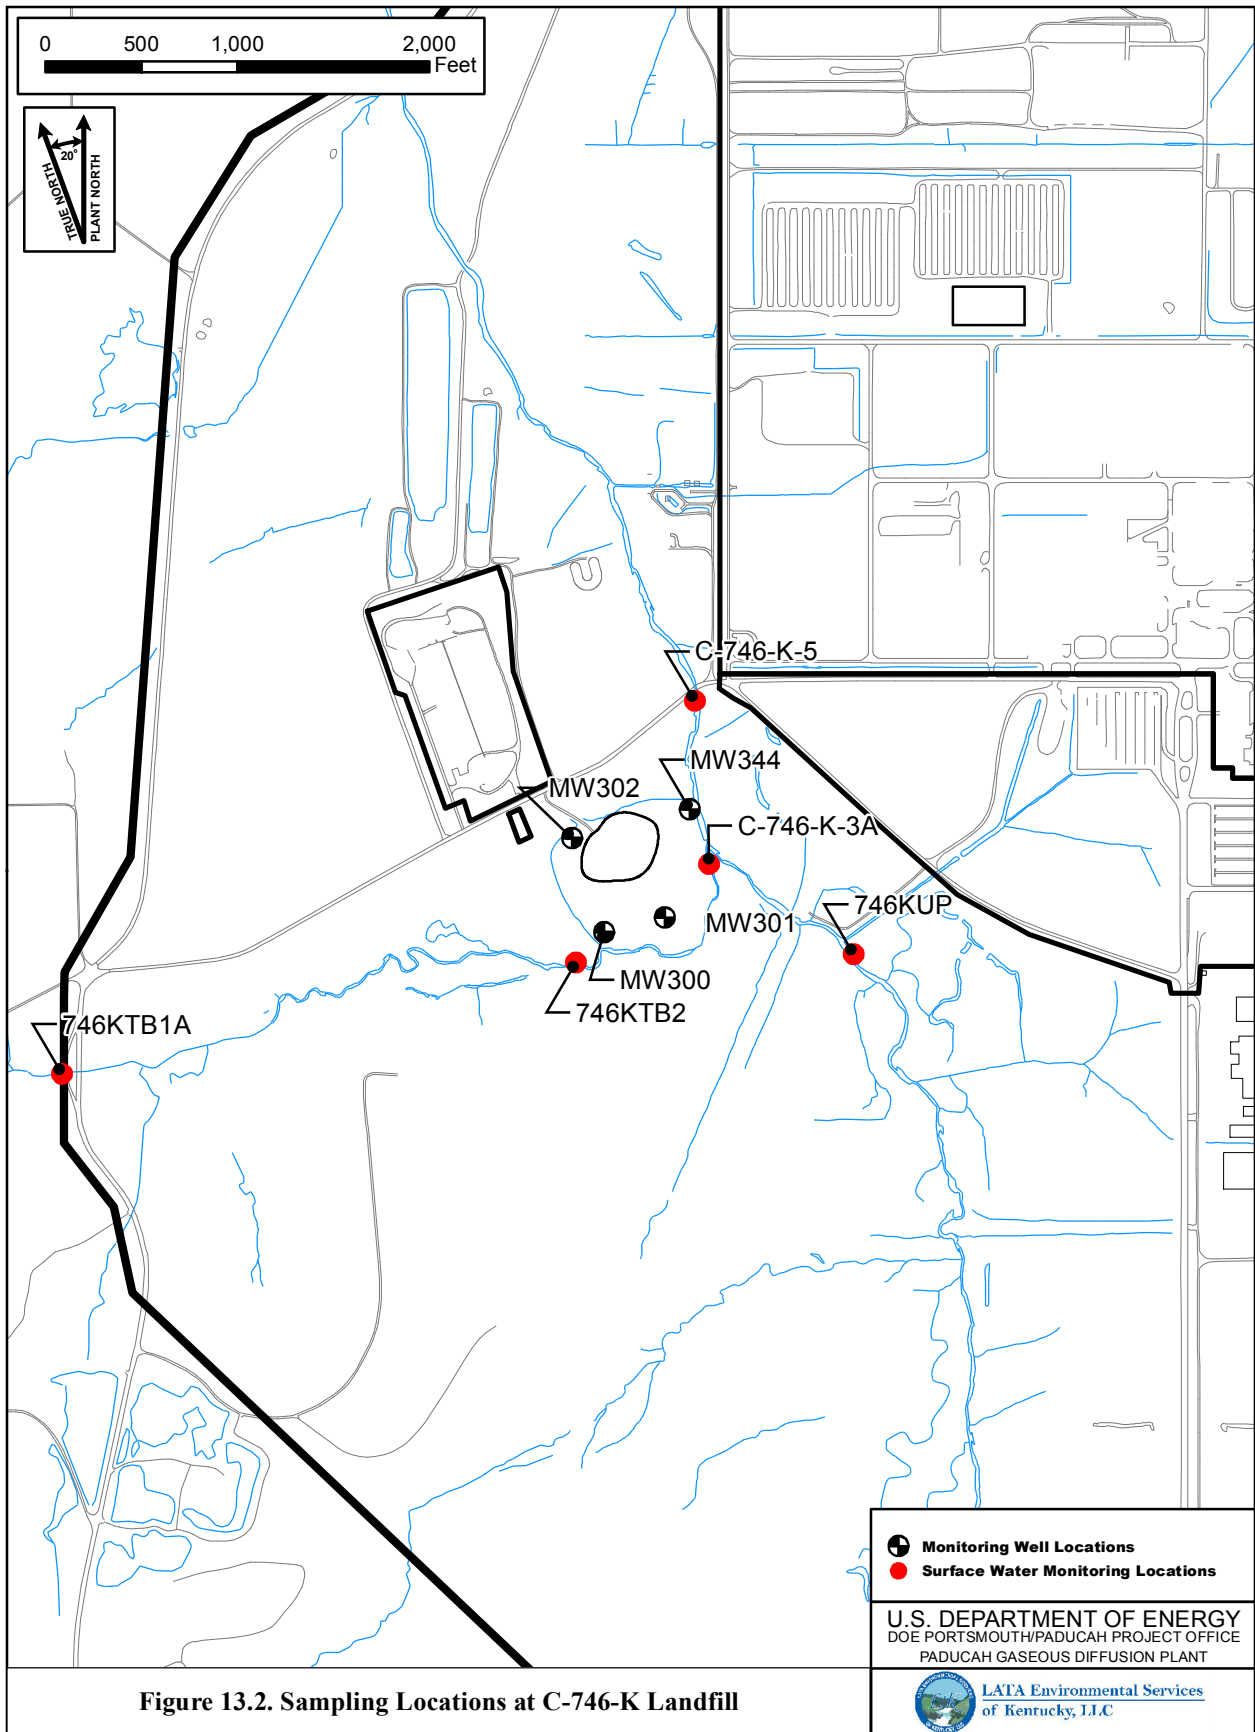 0 500 1,000 2,000
Feet
20°
TRUE NORTH
PLANT NORTH
C-746-K-5
MW344
MW302
C-746-K-3A
746KUP
MW301
MW300
746KTB2
746KTB1A
Monitoring Well Locations
Surface Water Monitoring Locations
U.S. DEPARTMENT OF ENERGY
DOE PORTSMOUTH/PADUCAH PROJECT OFFICE
PADUCAH GASEOUS DIFFUSION PLANT
Figure 13.2. Sampling Locations at C-746-K Landfill
LATA Environmental Services
of Kentucky, LLC